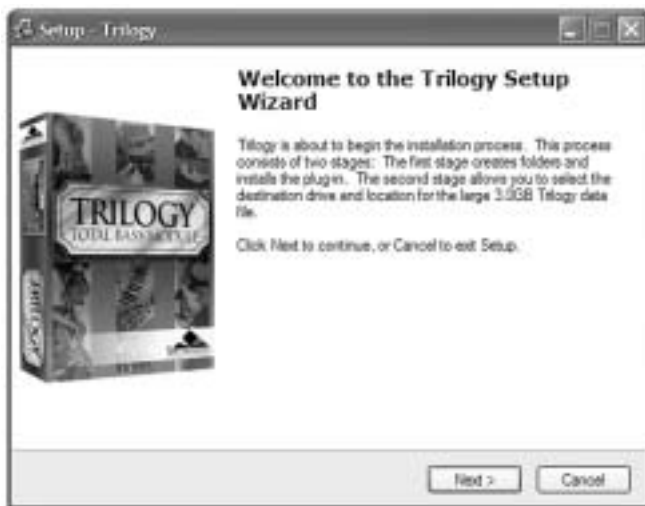 Setup - Trilogy
Welcome to the Trilogy Setup
Wizard
Trilogy is about to begin the installation process. This process
consists of two stages: The first stage creates folders and
installs the plug-in. The second stage allows you to select the
destination drive and location for the large 3.0GB Trilogy data
file.
Click Next to continue, or Cancel to exit Setup.
TRILOGY
TOTAL BASS MODULE
TRILOGY
Next >
Cancel